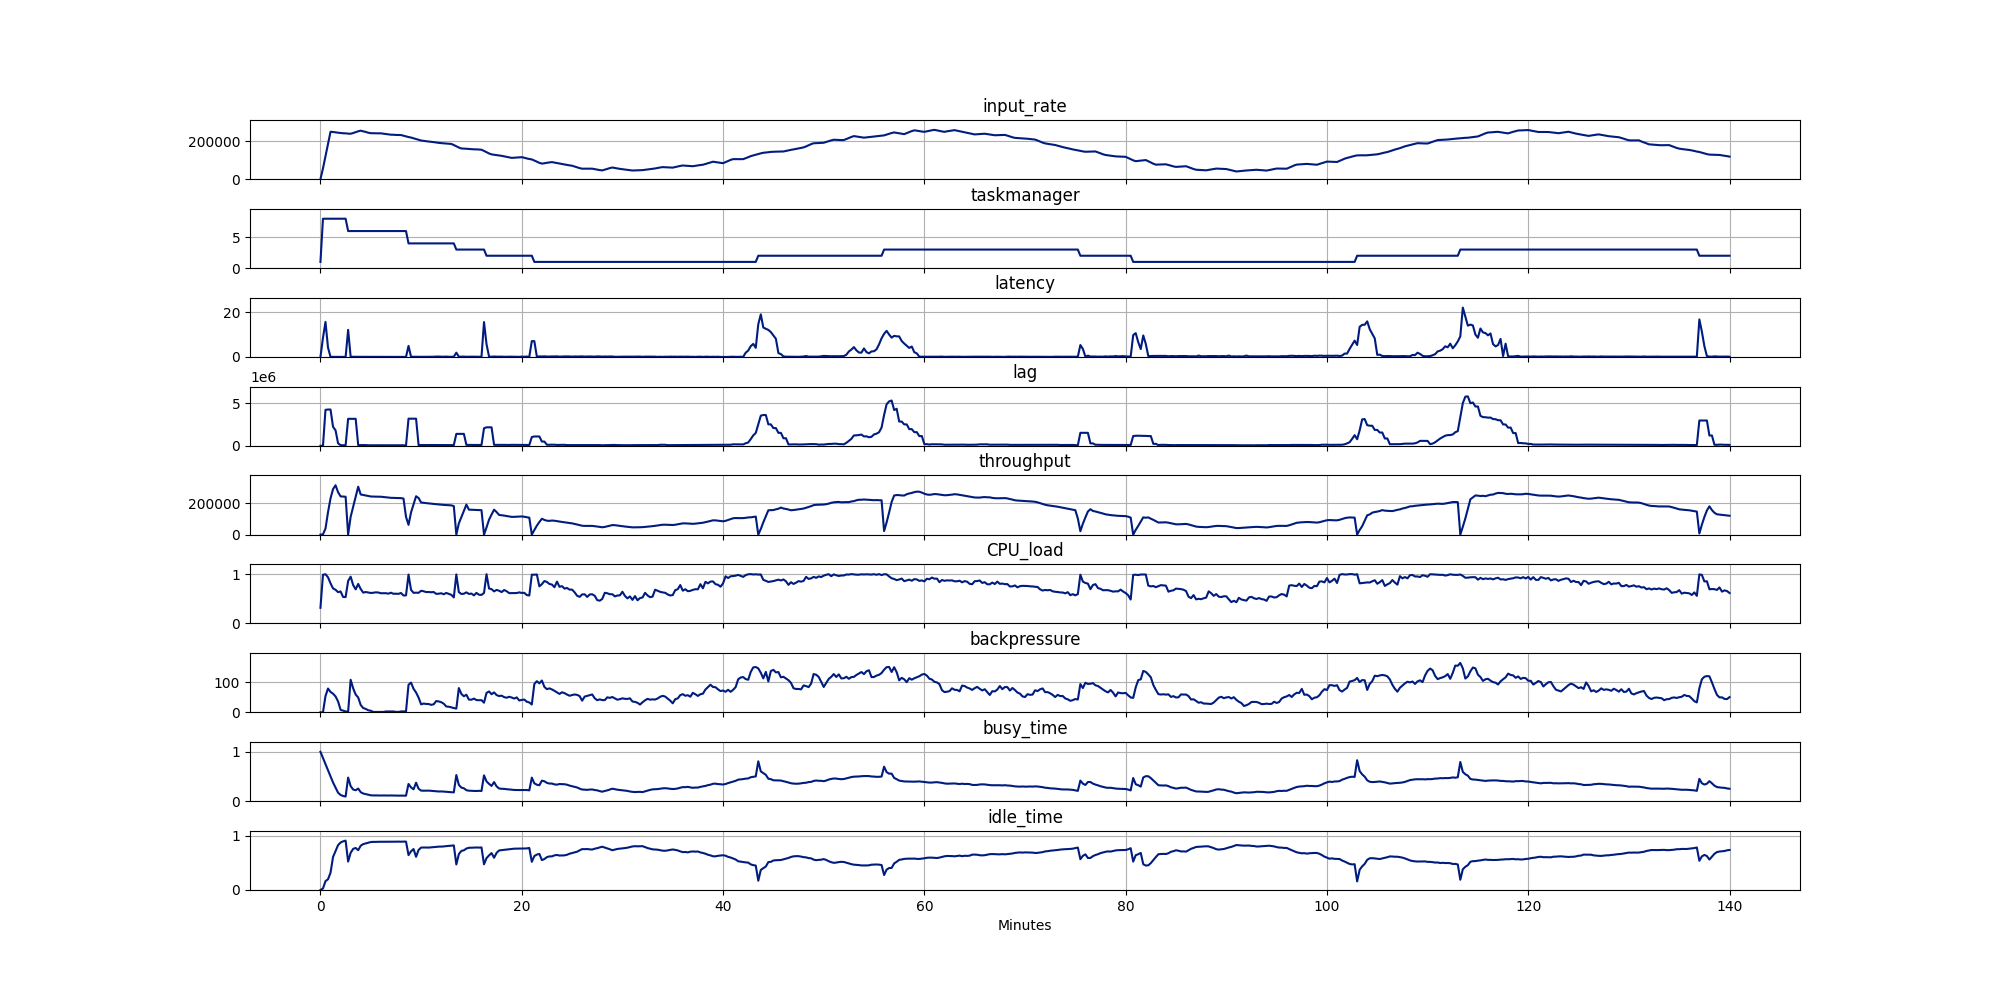 input_rate
200000
0
taskmanager
5
0
latency
20
0
1e6
lag
5
0
throughput
200000
0
CPU_load
1
0
backpressure
100
0
busy_time
1
0
idle_time
1
0
0 20 40 60 80 100 120 140
Minutes